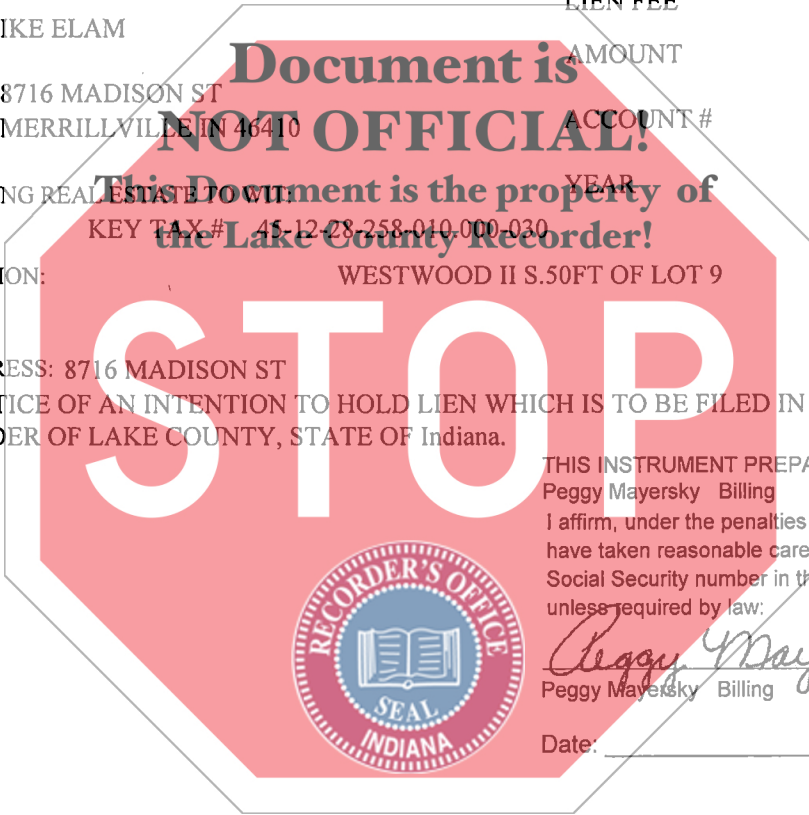 LIEN FEE
IKE ELAM
AMOUNT
Document is
8716 MADISON ST
MERRILLVILLE IN 46410
ACCOUNT #
NOT OFFICIAL!
NG REAL ESTATE TO WIT:
YEAR
This Document is the property of
KEY TAX # 45-12-28-258-010.000-030
the Lake County Recorder!
ION: WESTWOOD II S.50FT OF LOT 9
STOP
RESS: 8716 MADISON ST
TICE OF AN INTENTION TO HOLD LIEN WHICH IS TO BE FILED IN
DER OF LAKE COUNTY, STATE OF Indiana.
THIS INSTRUMENT PREPA
Peggy Mayersky Billing
I affirm, under the penalties
have taken reasonable care
Social Security number in th
unless required by law:
Peggy May
Peggy Mayersky Billing
Date:
RECORDER'S OFFICE
SEAL
INDIANA